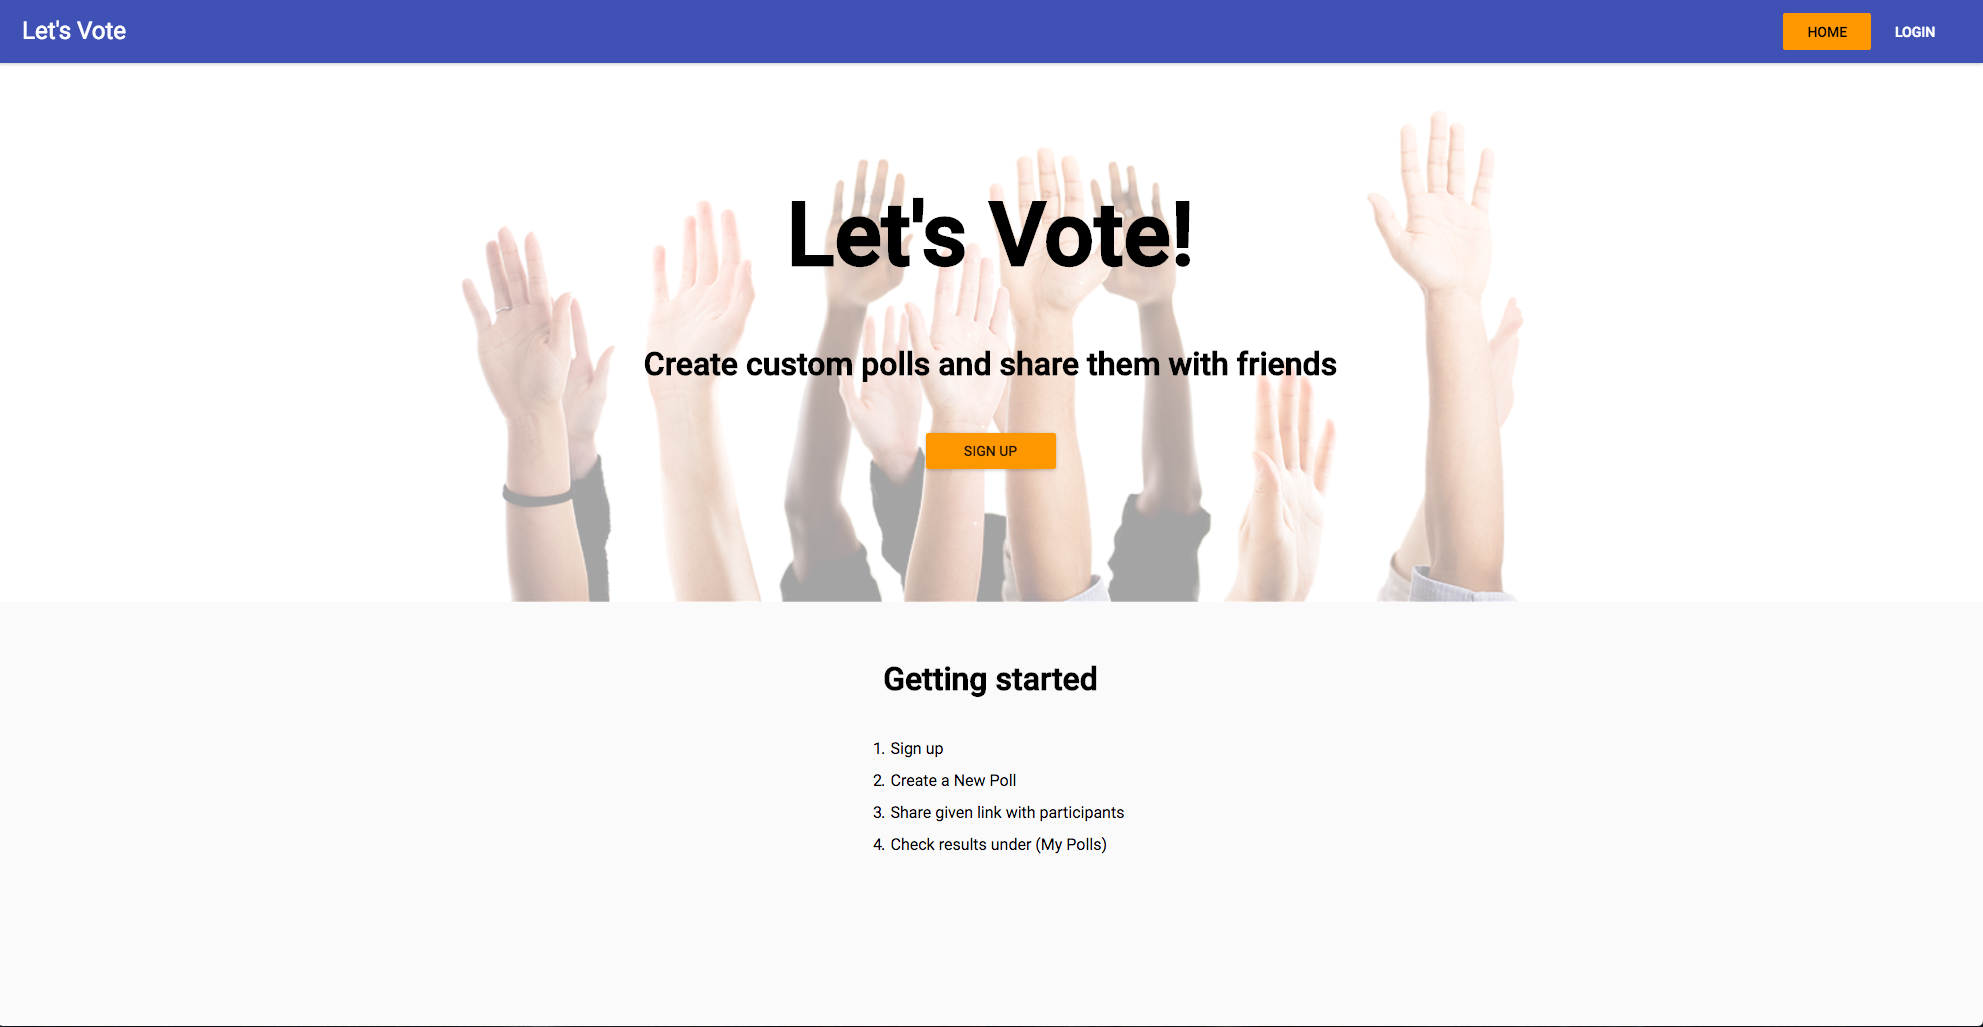 Let's Vote
HOME
LOGIN
Let's Vote!
Create custom polls and share them with friends
SIGN UP
Getting started
1. Sign up
2. Create a New Poll
3. Share given link with participants
4. Check results under (My Polls)